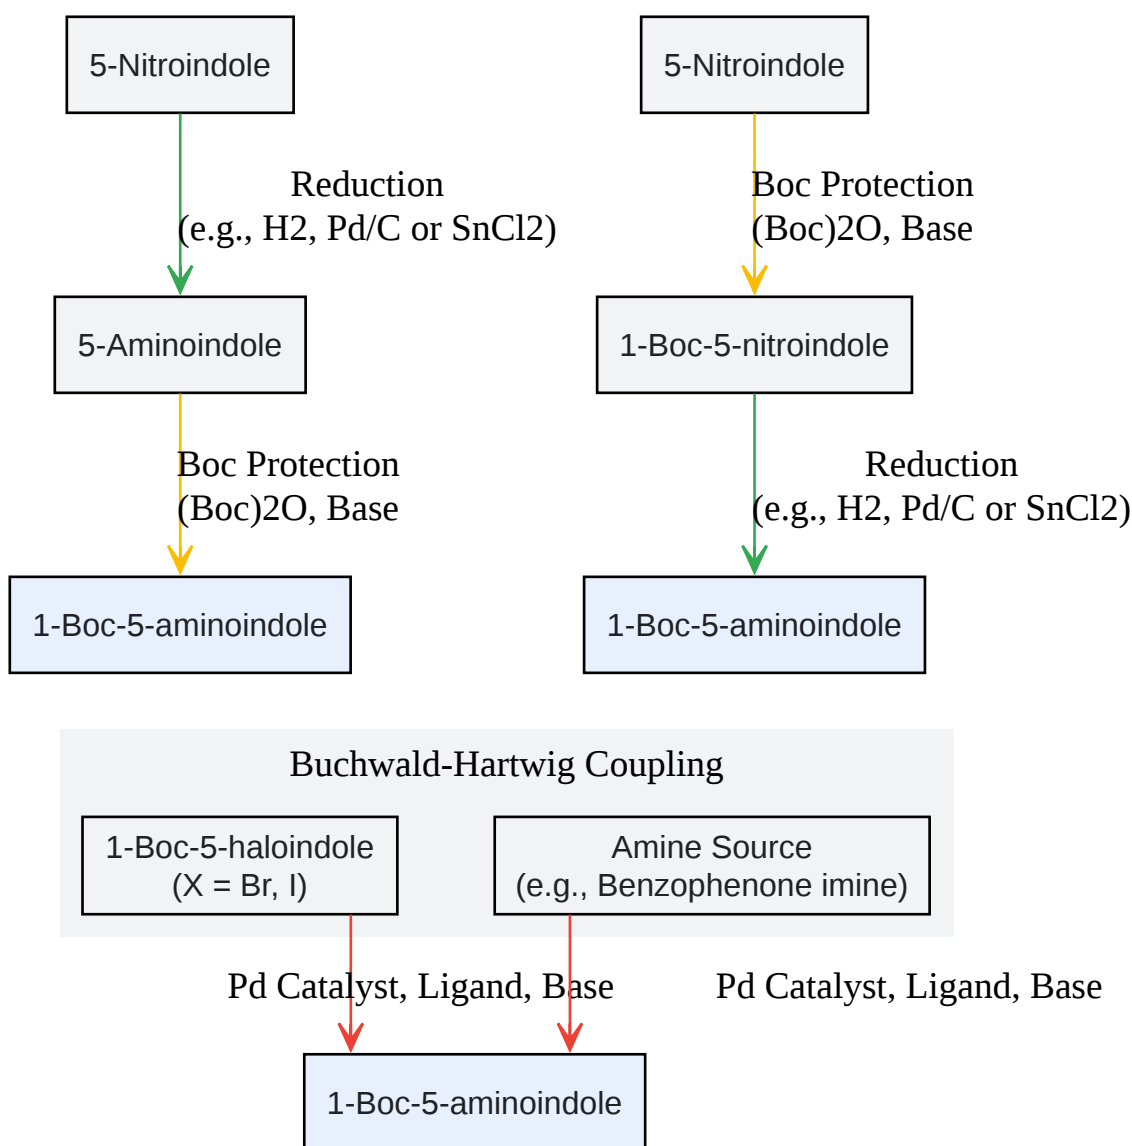 5-Nitroindole
5-Nitroindole
Reduction
(e.g., H2, Pd/C or SnCl2)
Boc Protection
(Boc)2O, Base
5-Aminoindole
1-Boc-5-nitroindole
Boc Protection
(Boc)2O, Base
Reduction
(e.g., H2, Pd/C or SnCl2)
1-Boc-5-aminoindole
1-Boc-5-aminoindole
Buchwald-Hartwig Coupling
1-Boc-5-haloindole
(X = Br, I)
Amine Source
(e.g., Benzophenone imine)
Pd Catalyst, Ligand, Base
Pd Catalyst, Ligand, Base
1-Boc-5-aminoindole